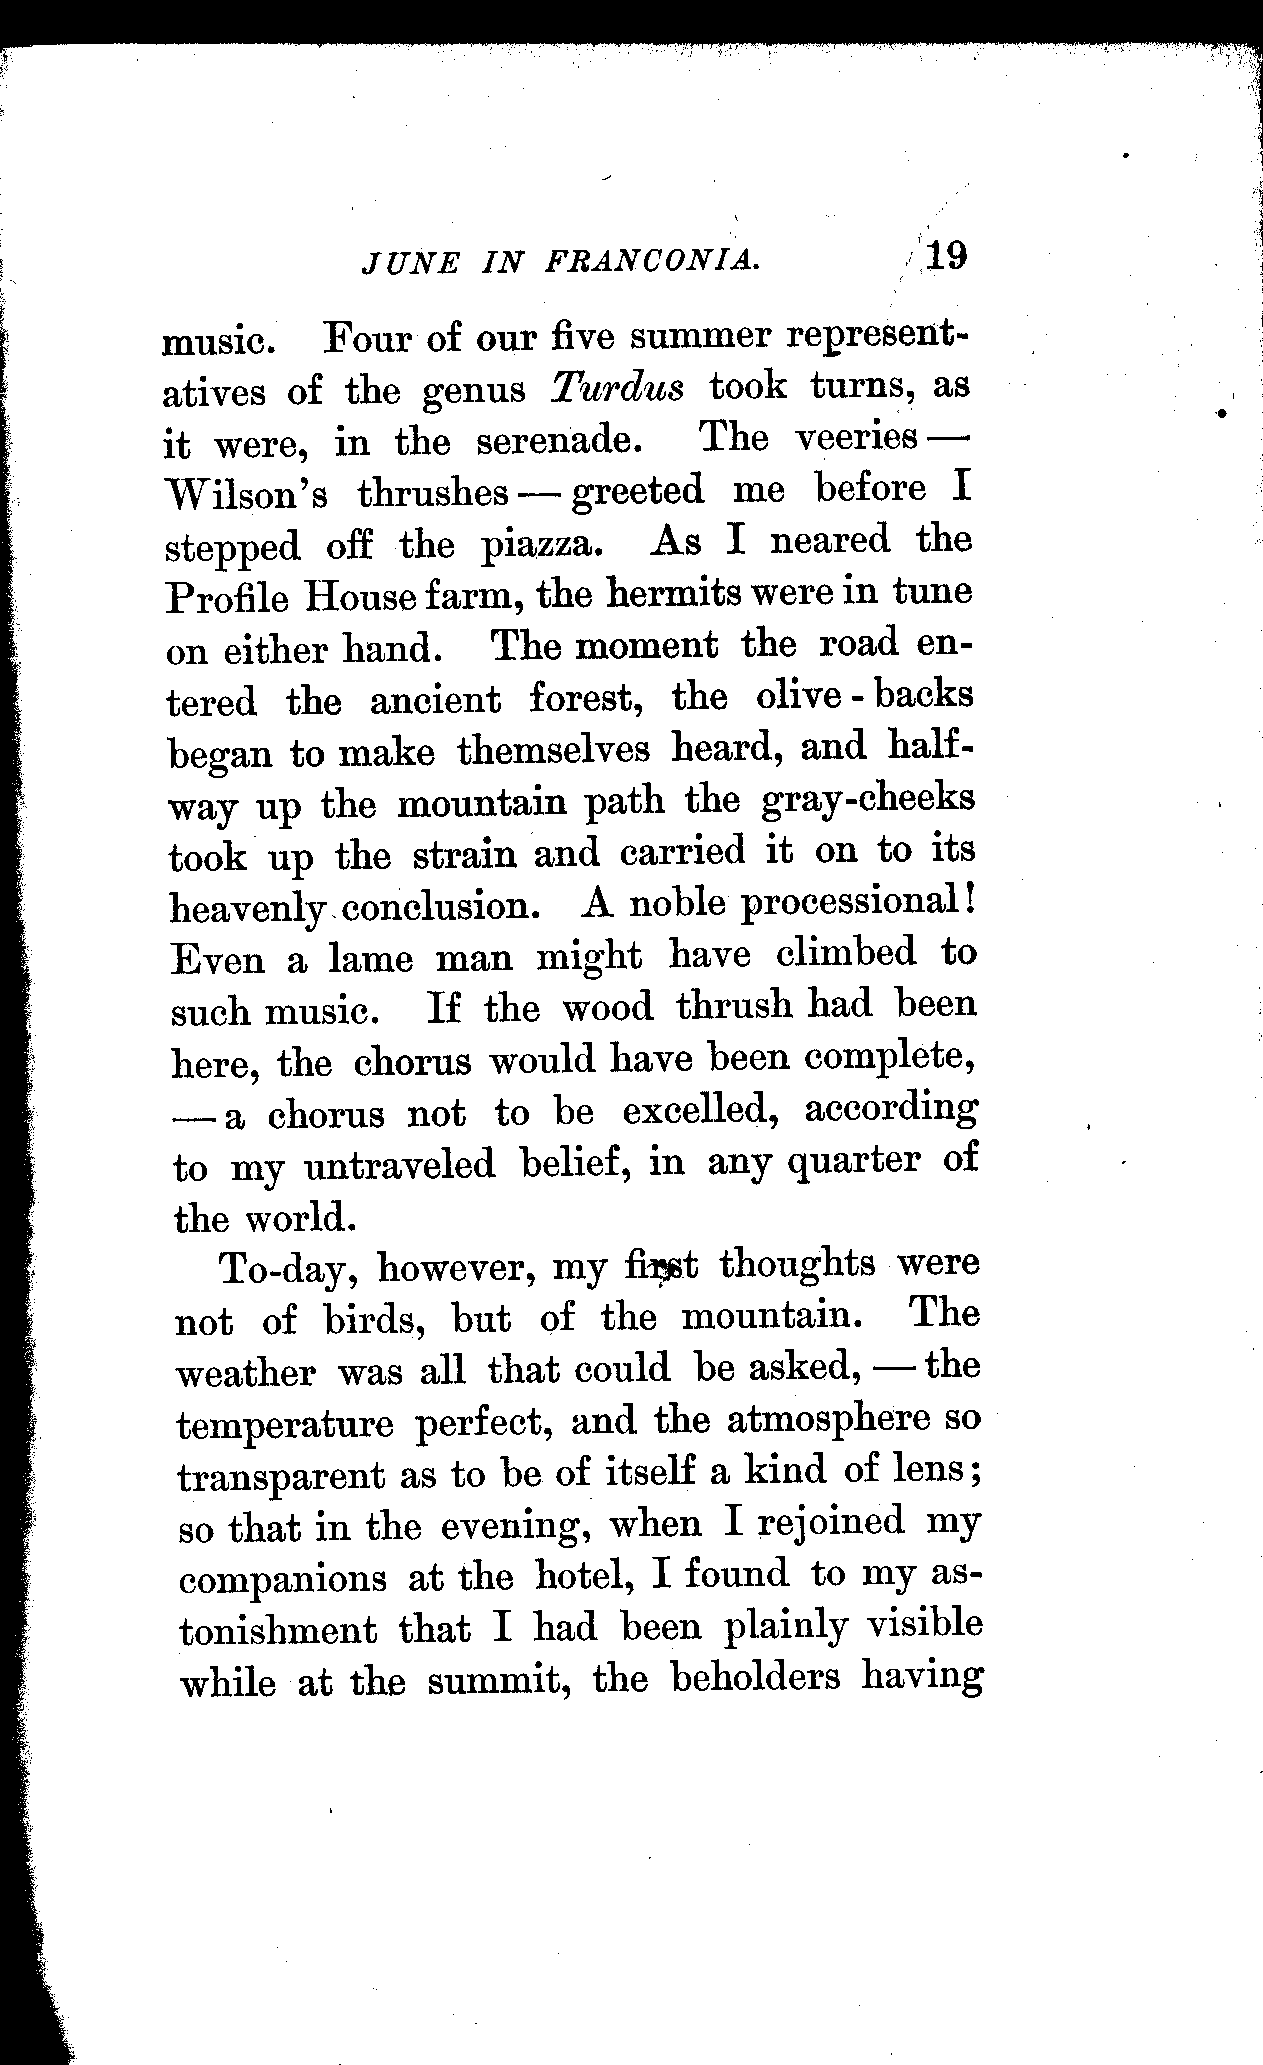 JUNE IN FRANCONIA. 19
music. Four of our five summer represent-
atives of the genus Turdus took turns, as
it were, in the serenade. The veeries —
Wilson's thrushes — greeted me before I
stepped off the piazza. As I neared the
Profile House farm, the hermits were in tune
on either hand. The moment the road en-
tered the ancient forest, the olive-backs
began to make themselves heard, and half-
way up the mountain path the gray-cheeks
took up the strain and carried it on to its
heavenly conclusion. A noble processional!
Even a lame man might have climbed to
such music. If the wood thrush had been
here, the chorus would have been complete,
— a chorus not to be excelled, according
to my untraveled belief, in any quarter of
the world.
To-day, however, my first thoughts were
not of birds, but of the mountain. The
weather was all that could be asked, — the
temperature perfect, and the atmosphere so
transparent as to be of itself a kind of lens;
so that in the evening, when I rejoined my
companions at the hotel, I found to my as-
tonishment that I had been plainly visible
while at the summit, the beholders having